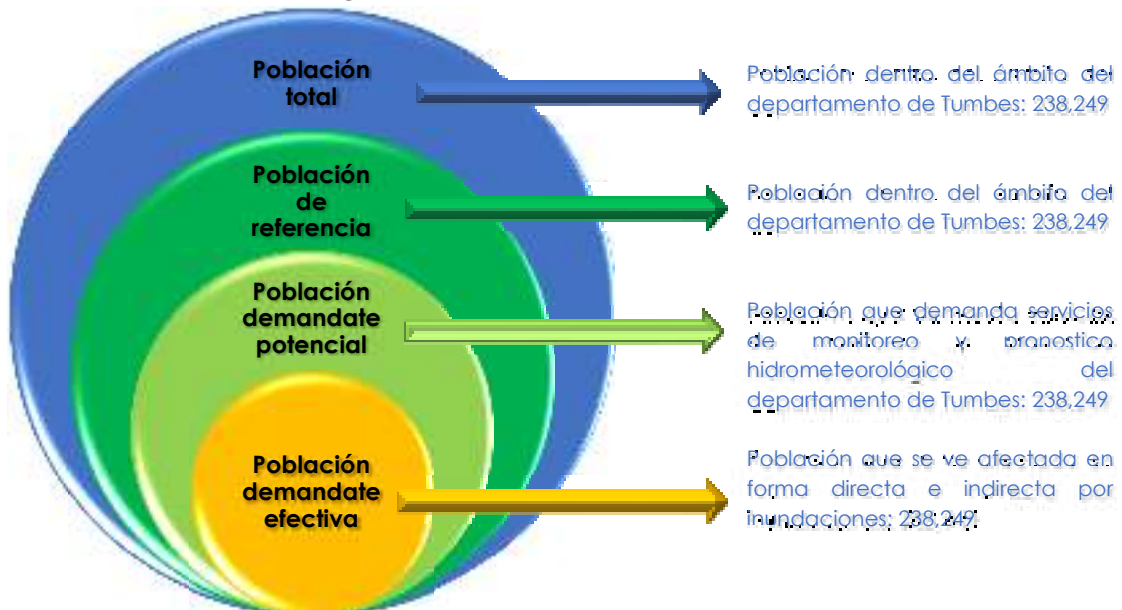 Población
total
Población dentro del ámbito del
departamento de Tumbes: 238,249
Población
de
referencia
Población dentro del ámbito del
departamento de Tumbes: 238,249
Población
demandate
potencial
Población que demanda servicios
de monitoreo y pronostico
hidrometeorológico del
departamento de Tumbes: 238,249
Población
demandate
efectiva
Población que se ve afectada en
forma directa e indirecta por
inundaciones: 238,249